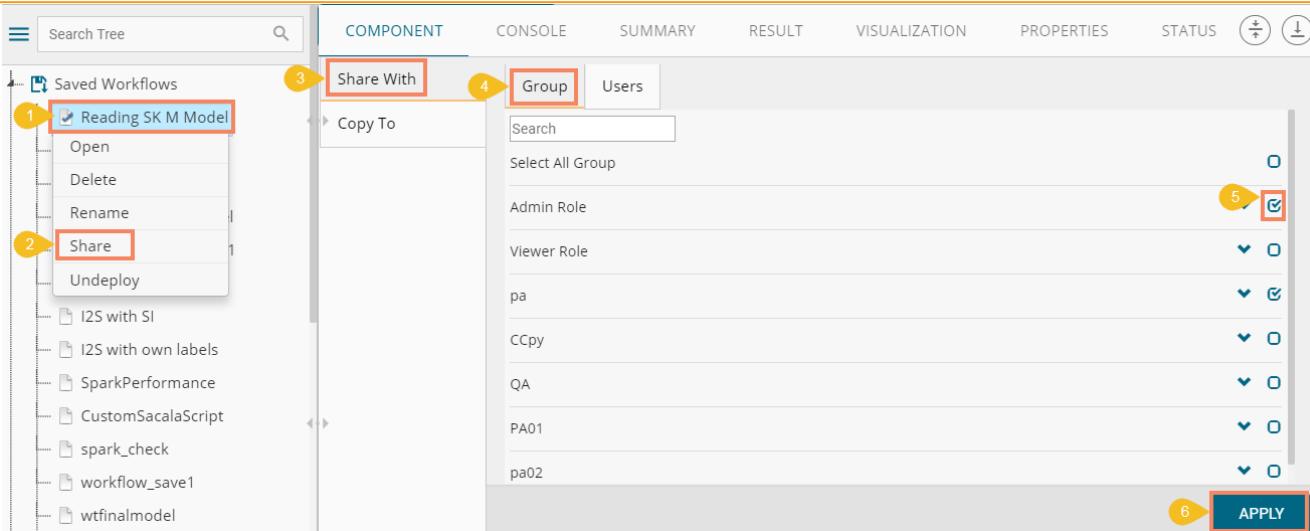 Search Tree
COMPONENT
CONSOLE
SUMMARY
RESULT
VISUALIZATION
PROPERTIES
STATUS
Saved Workflows
3
Share With
4
Group
Users
1
Reading SK M Model
Copy To
Search
Open
Select All Group
Delete
5
Rename
Admin Role
2
Share
1
Viewer Role
Undeploy
pa
I2S with SI
CCpy
I2S with own labels
SparkPerformance
QA
CustomSacalaScript
PA01
spark_check
pa02
workflow_save1
6
APPLY
wtfinalmodel